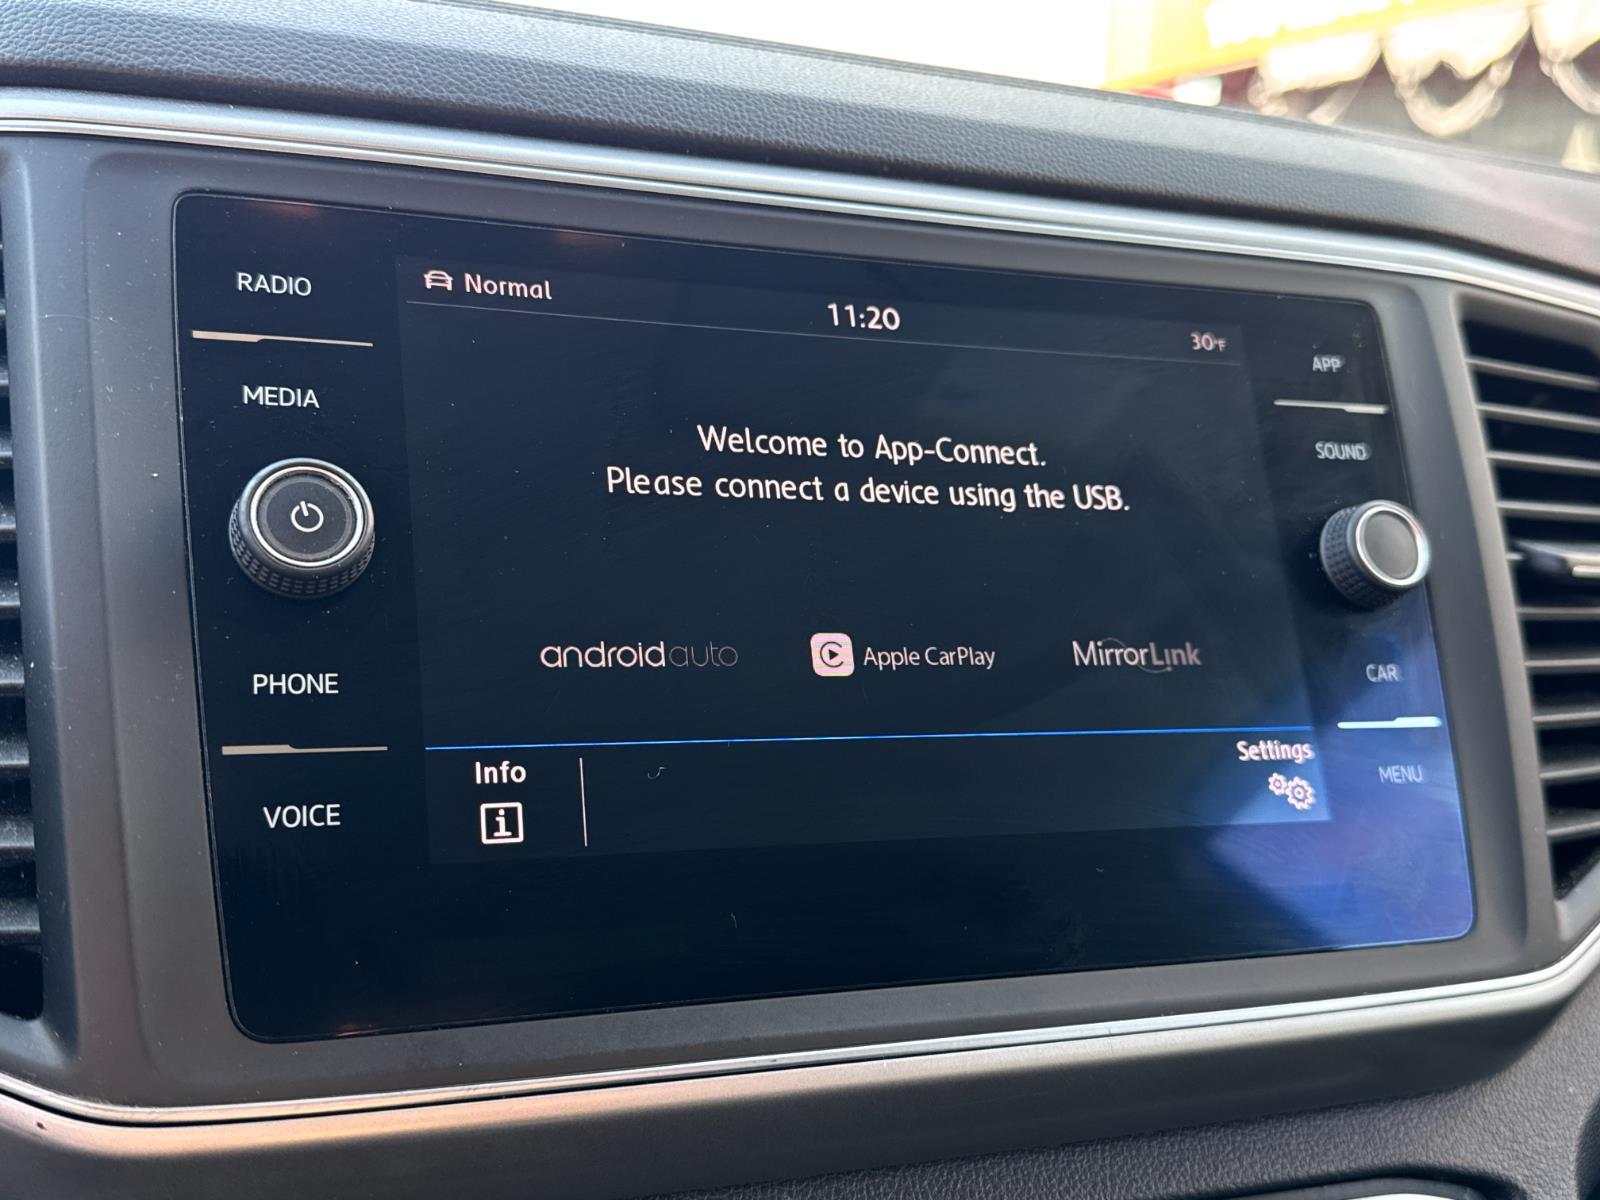 RADIO
MEDIA
PHONE
VOICE
Normal
11:20
30°F
Welcome to App-Connect.
Please connect a device using the USB.
androidauto
Apple CarPlay
MirrorLink
Info
i
Settings
APP
SOUND
CAR
MENU